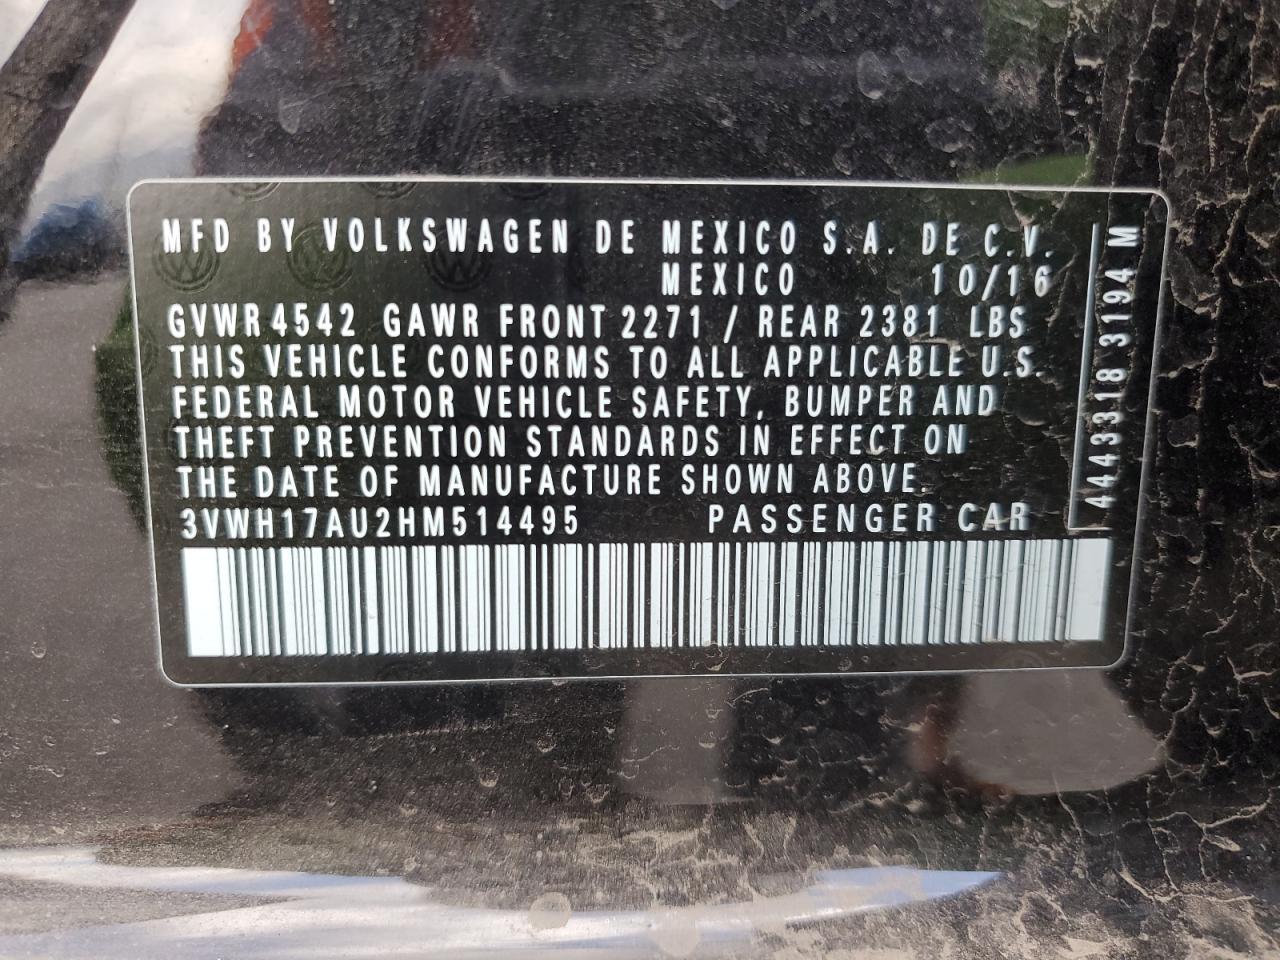 MFD BY VOLKSWAGEN DE MEXICO S.A. DE C.V.
MEXICO 10/16
GVWR 4542 GAWR FRONT 2271 / REAR 2381 LBS
THIS VEHICLE CONFORMS TO ALL APPLICABLE U.S.
FEDERAL MOTOR VEHICLE SAFETY, BUMPER AND
THEFT PREVENTION STANDARDS IN EFFECT ON
THE DATE OF MANUFACTURE SHOWN ABOVE.
3VWH17AU2HM514495 PASSENGER CAR
4443318 3194 M